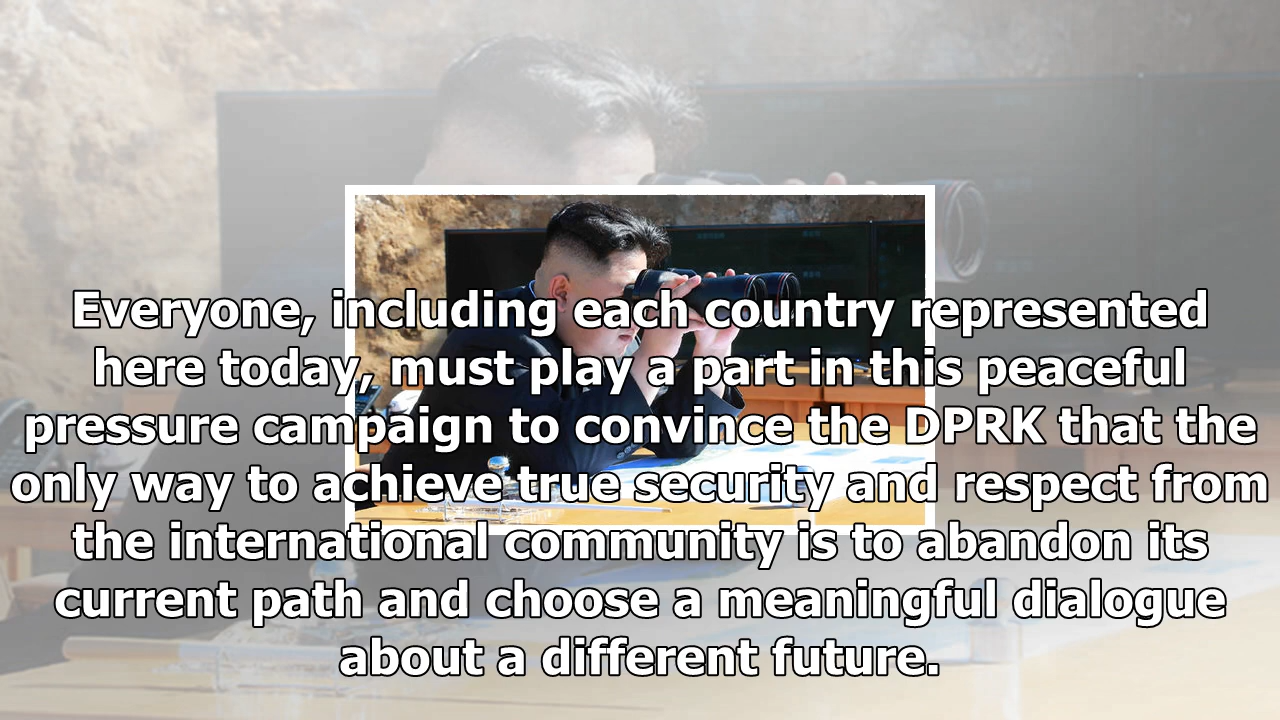 Everyone, including each country represented
here today, must play a part in this peaceful
pressure campaign to convince the DPRK that the
only way to achieve true security and respect from
the international community is to abandon its
current path and choose a meaningful dialogue
about a different future.